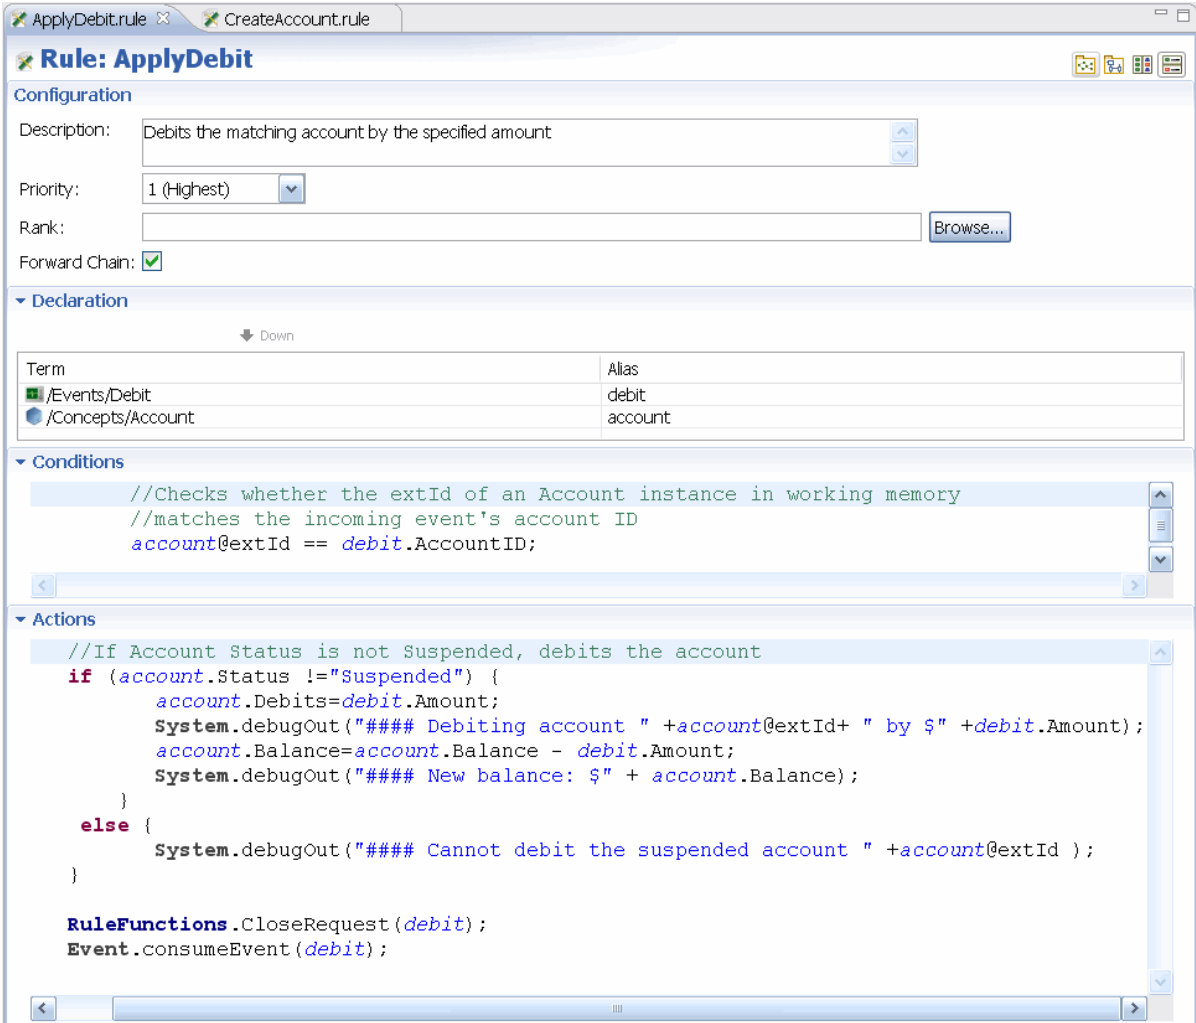 ApplyDebit.rule CreateAccount.rule
Rule: ApplyDebit
Configuration
Description: Debits the matching account by the specified amount
Priority: 1 (Highest)
Rank: Browse...
Forward Chain:
Declaration
Down
Term Alias
/Events/Debit debit
/Concepts/Account account
Conditions
//Checks whether the extId of an Account instance in working memory
//matches the incoming event's account ID
account@extId == debit.AccountID;
Actions
//If Account Status is not Suspended, debits the account
if (account.Status !="Suspended") {
account.Debits=debit.Amount;
System.debugOut("#### Debiting account " +account@extId+ " by $" +debit.Amount);
account.Balance=account.Balance - debit.Amount;
System.debugOut("#### New balance: $" + account.Balance);
}
else {
System.debugOut("#### Cannot debit the suspended account " +account@extId );
}
RuleFunctions.CloseRequest(debit);
Event.consumeEvent(debit);